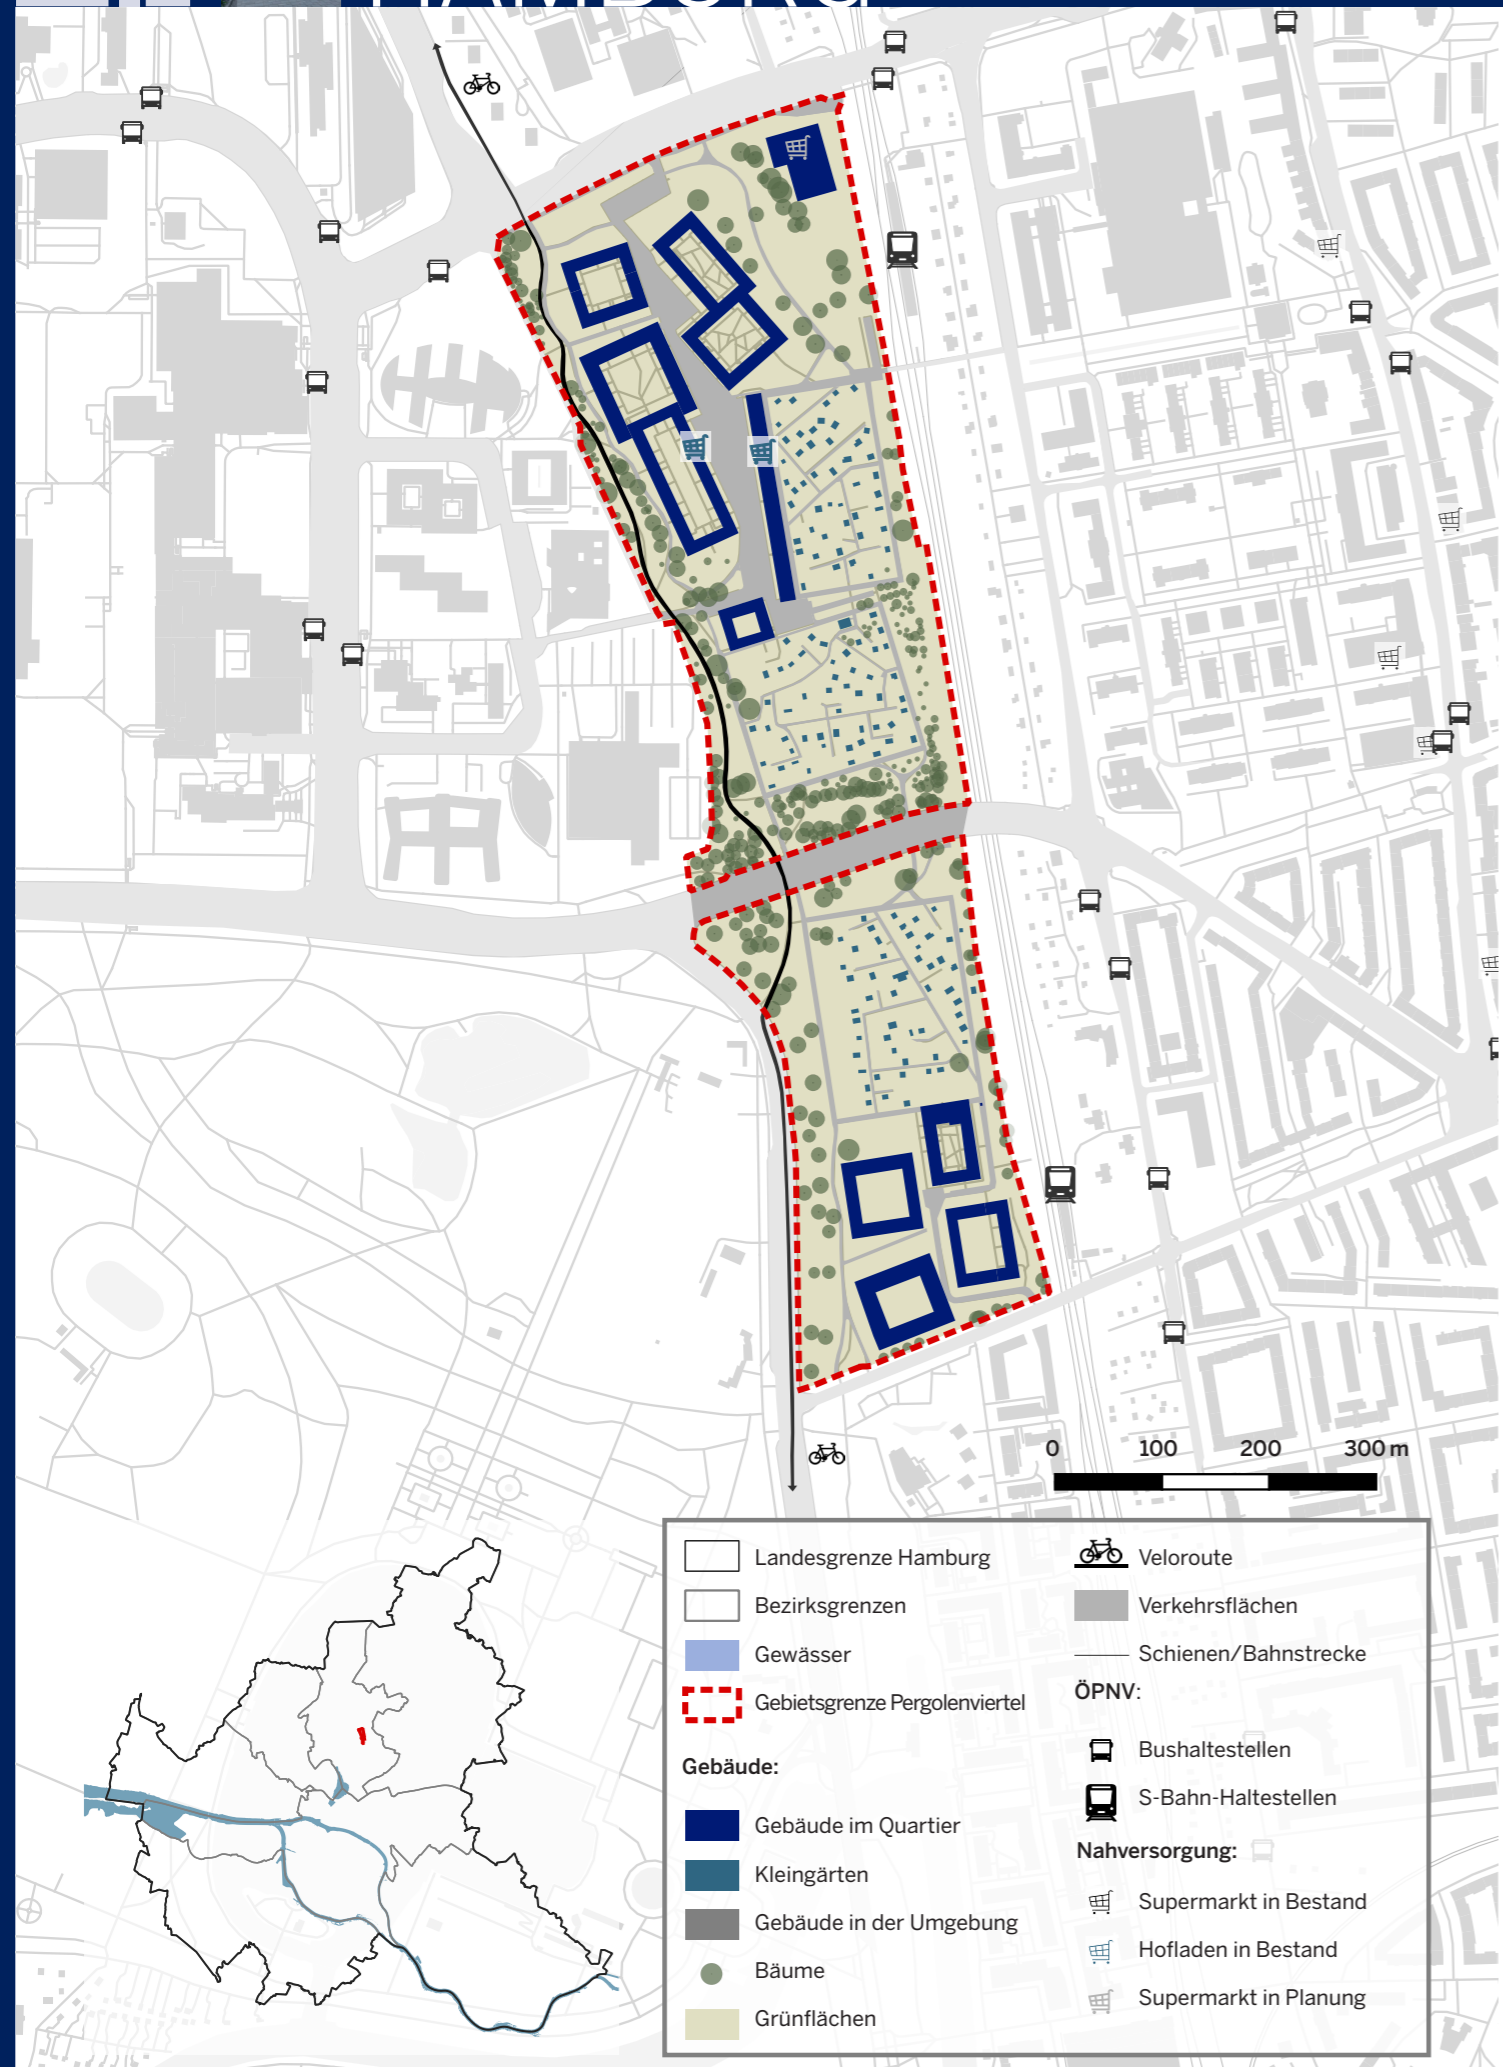 HAMBURG
0 100 200 300 m
Landesgrenze Hamburg
Bezirksgrenzen
Gewässer
Gebietsgrenze Pergolenviertel
Gebäude:
Gebäude im Quartier
Kleingärten
Gebäude in der Umgebung
Bäume
Grünflächen
Veloroute
Verkehrsflächen
Schienen/Bahnstrecke
ÖPNV:
Bushaltestellen
S-Bahn-Haltestellen
Nahversorgung:
Supermarkt in Bestand
Hofladen in Bestand
Supermarkt in Planung